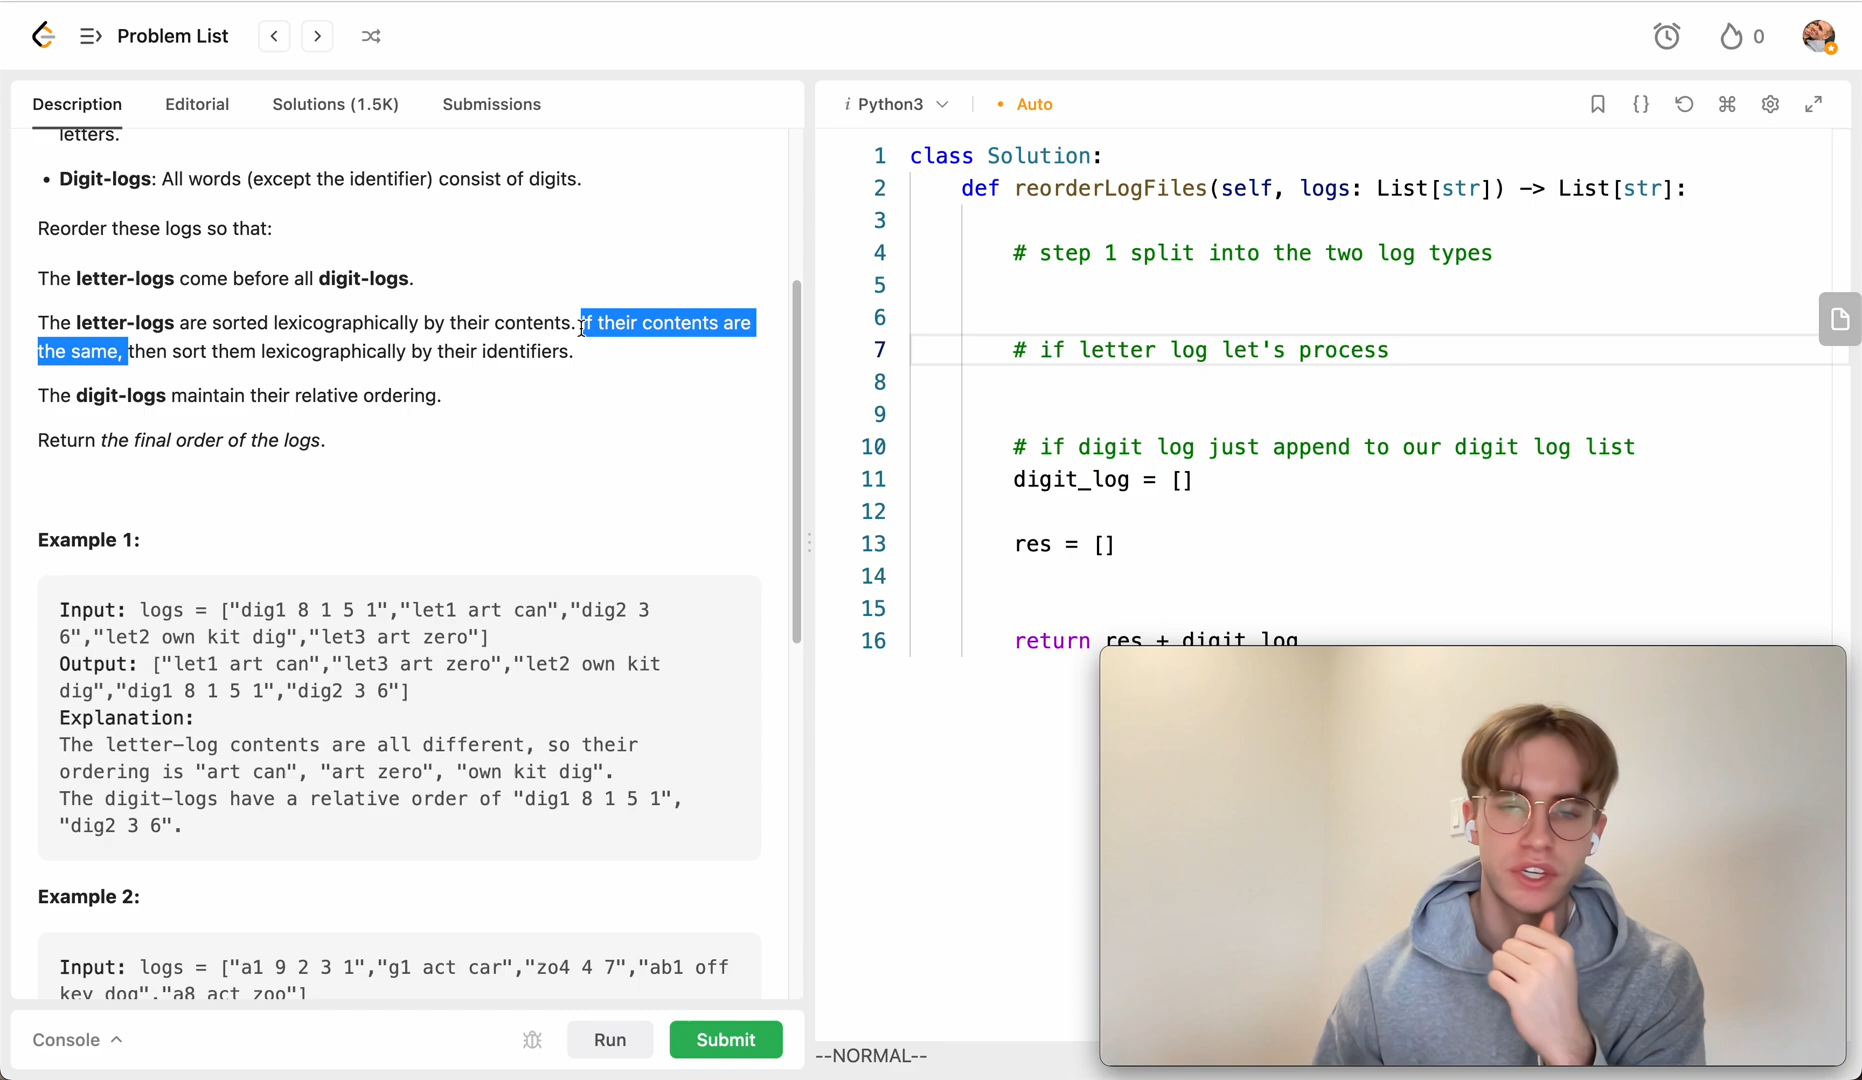 Problem List
0
Description
Editorial
Solutions (1.5K)
Submissions
letters.
• Digit-logs: All words (except the identifier) consist of digits.
Reorder these logs so that:
The letter-logs come before all digit-logs.
The letter-logs are sorted lexicographically by their contents. If their contents are
the same, then sort them lexicographically by their identifiers.
The digit-logs maintain their relative ordering.
Return the final order of the logs.
Example 1:
Input: logs = ["dig1 8 1 5 1","let1 art can","dig2 3
6","let2 own kit dig","let3 art zero"]
Output: ["let1 art can","let3 art zero","let2 own kit
dig","dig1 8 1 5 1","dig2 3 6"]
Explanation:
The letter-log contents are all different, so their
ordering is "art can", "art zero", "own kit dig".
The digit-logs have a relative order of "dig1 8 1 5 1",
"dig2 3 6".
Example 2:
Input: logs = ["a1 9 2 3 1","g1 act car","zo4 4 7","ab1 off
key dog","a8 act zoo"]
Console
Run
Submit
i Python3
• Auto
1 class Solution:
2 def reorderLogFiles(self, logs: List[str]) -> List[str]:
3
4 # step 1 split into the two log types
5
6
7 # if letter log let's process
8
9
10 # if digit log just append to our digit log list
11 digit_log = []
12
13 res = []
14
15
16 return res + digit_log
--NORMAL--